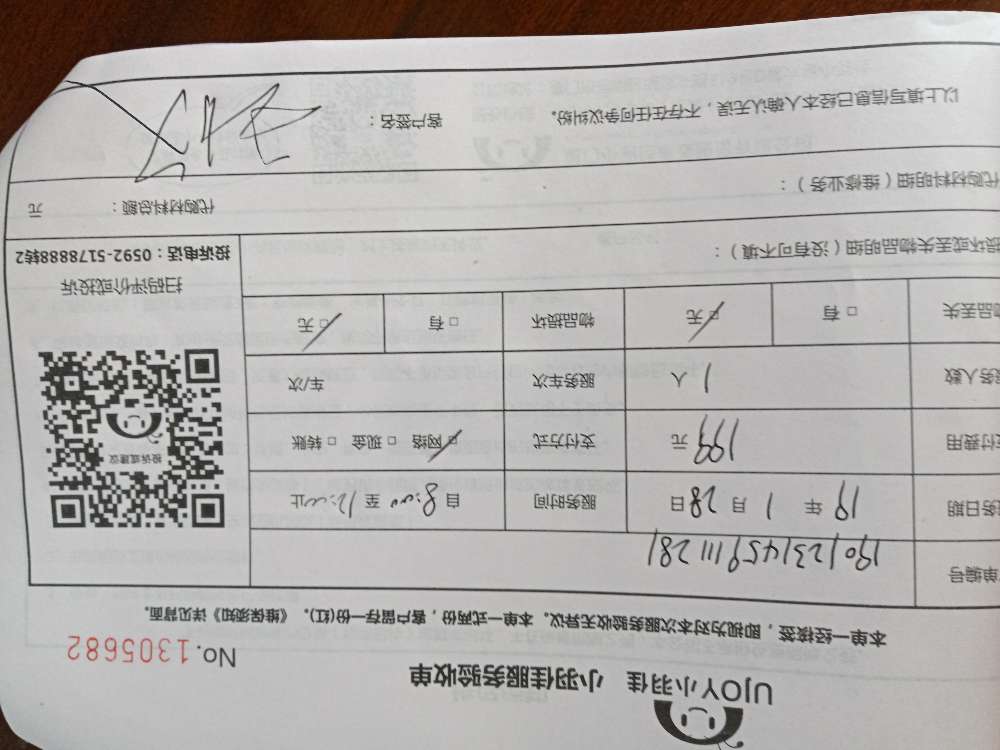 UJOY小羽佳 小羽佳服务验收单
No.1305682
本单一经接签，即视为对本次服务验收无异议。本单一式两份，客户留存一份(红)。《维保须知》详见背面。
单编号 1901231459111281
务日期 19 年 1 月 28 日 服务时间 自 8:00 至 12:00 止
付费用 199 元 支付方式 □ 网络 □ 现金 □ 转账
务人数 1 人 服务车次 车/次
品丢失 □ 有 □ 无 物品损坏 □ 有 □ 无
投诉或建议
扫码评价或投诉
投诉电话：0592-5178888转2
损坏或丢失物品明细（没有可不填）：
代购材料明细（维修业务）： 代购材料总额： 元
以上填写信息已经本人确认无误，不存在任何争议纠纷。 客户签名：